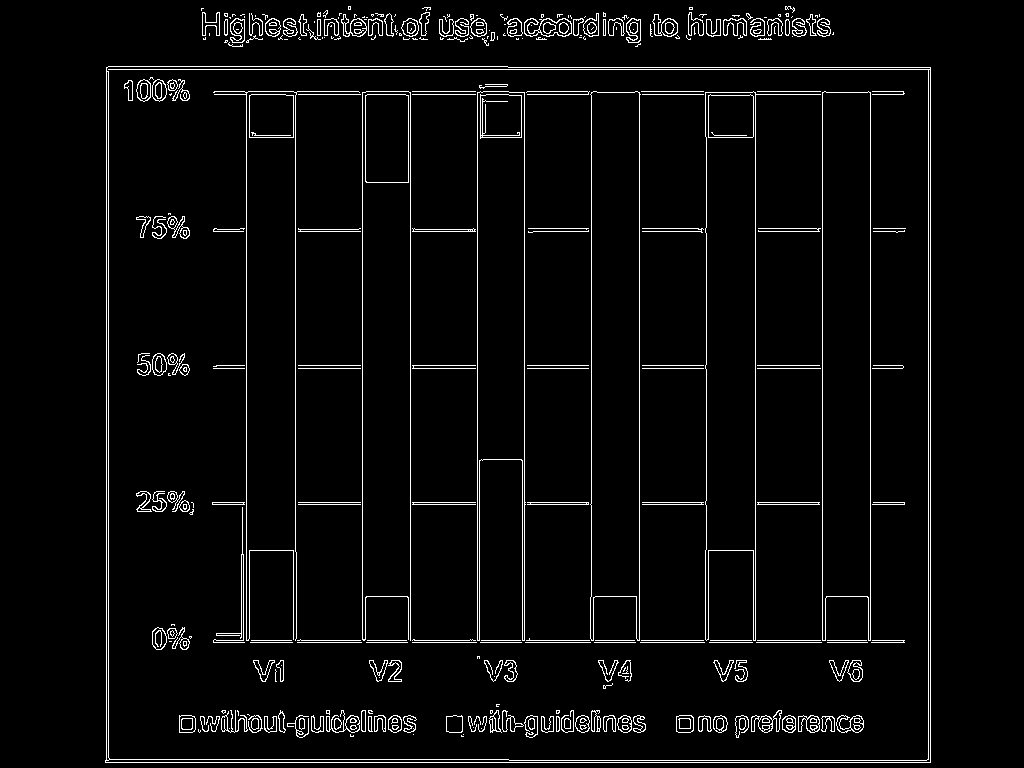 Highest intent of use, according to humanists
100%
75%
50%
25%
0%
V1 V2 V3 V4 V5 V6
without-guidelines with-guidelines no preference